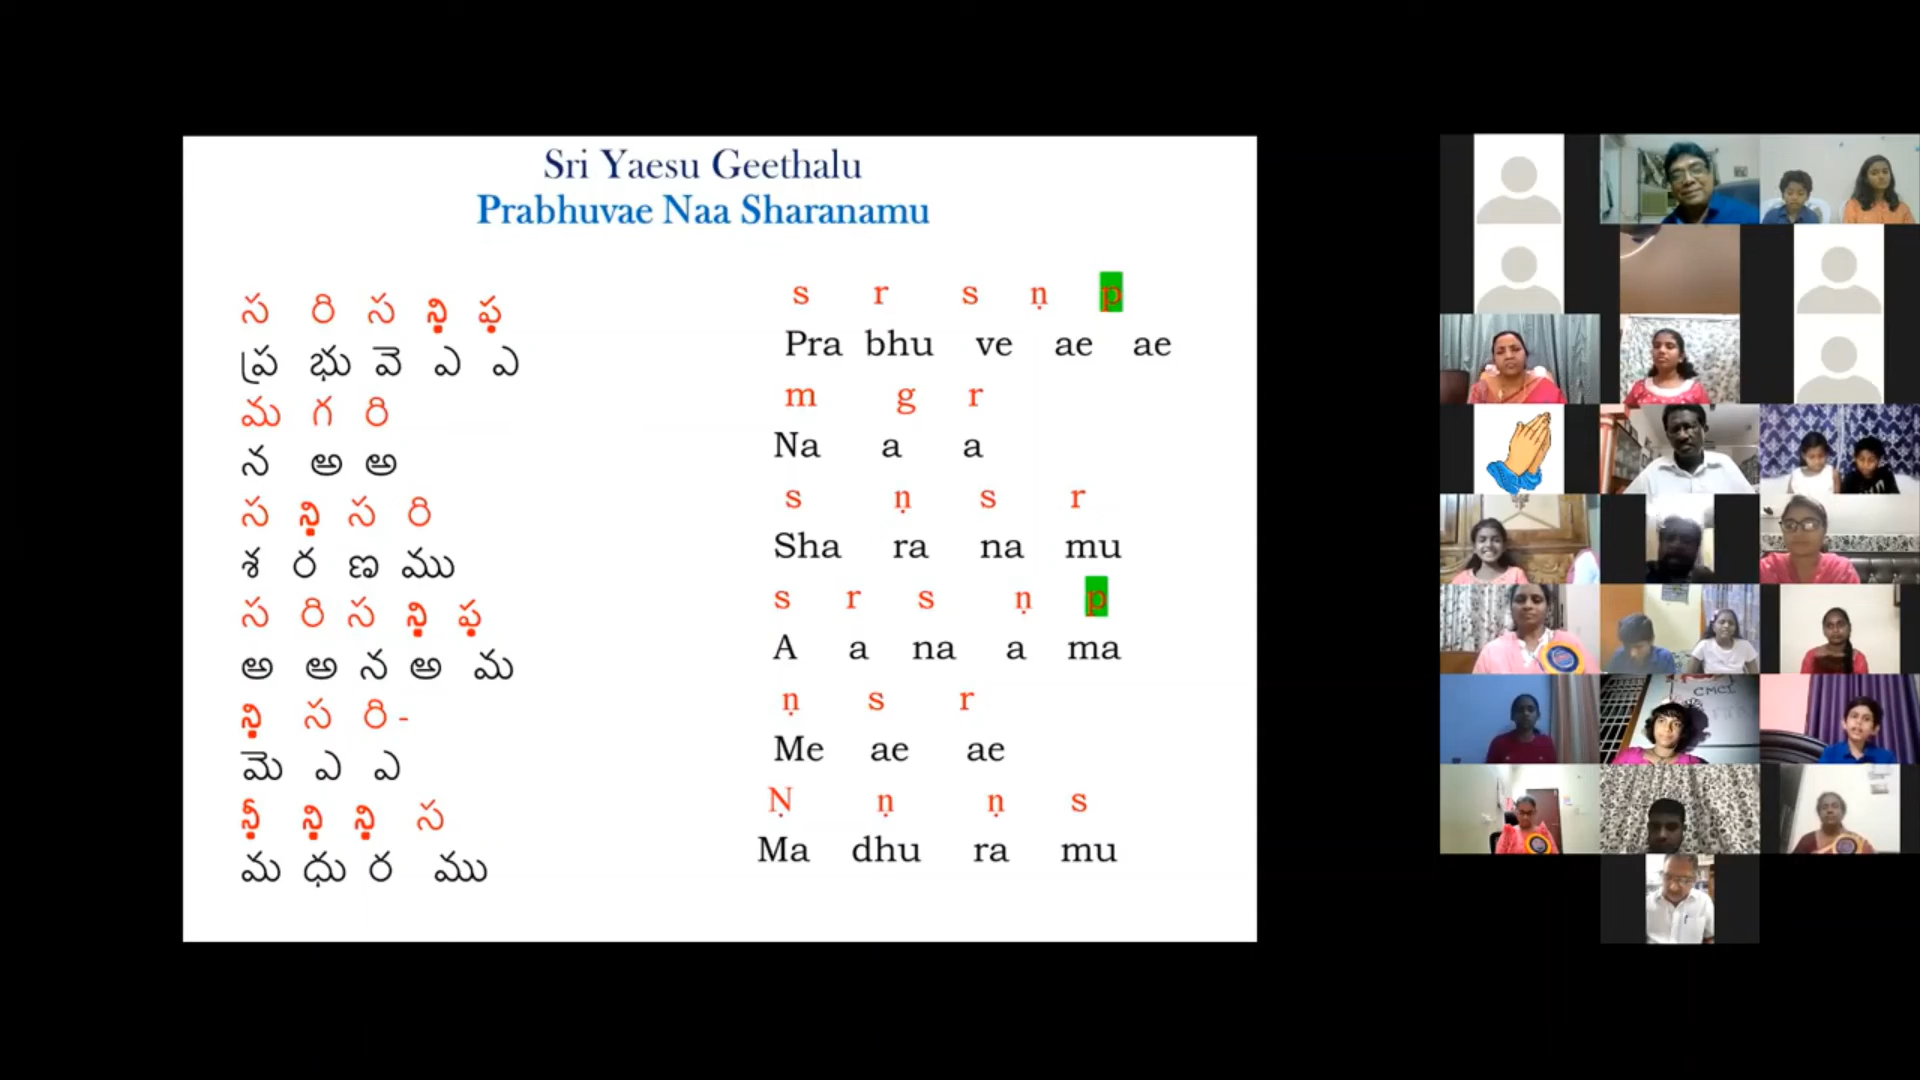 Sri Yaesu Geethalu
Prabhuvae Naa Sharanamu
స రి స ని ఫ
ప్ర భు వె ఎ ఎ
మ గ రి
న అ అ
స ని స రి
శ ర ణ ము
స రి స ని ఫ
అ అ న అ మ
ని స రి -
మె ఎ ఎ
నీ ని ని స
మ ధు ర ము
s r s ṇ p
Pra bhu ve ae ae
m g r
Na a a
s ṇ s r
Sha ra na mu
s r s ṇ p
A a na a ma
ṇ s r
Me ae ae
Ṇ ṇ ṇ s
Ma dhu ra mu
CMCI